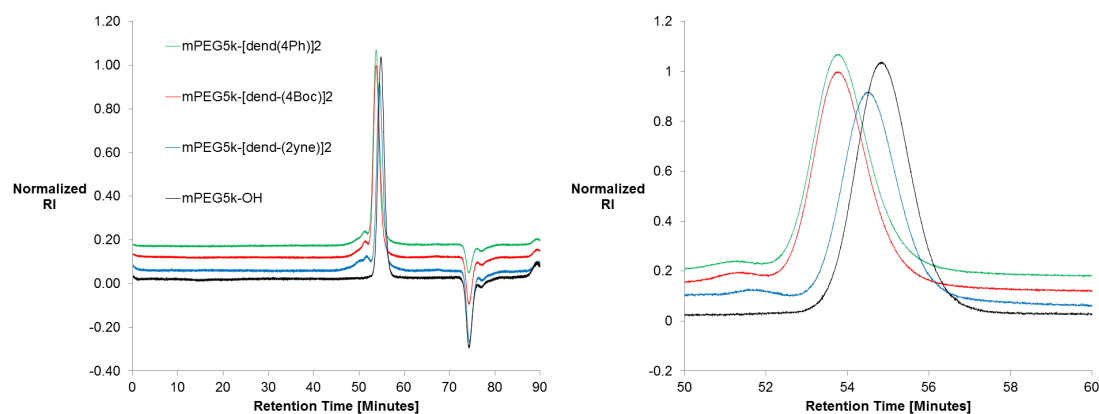 1.20
1.00
0.80
0.60
0.40
0.20
0.00
-0.20
-0.40
Normalized
RI
mPEG5k-[dend(4Ph)]2
mPEG5k-[dend-(4Boc)]2
mPEG5k-[dend-(2yne)]2
mPEG5k-OH
0 10 20 30 40 50 60 70 80 90
Retention Time [Minutes]
1.2
1
0.8
0.6
0.4
0.2
0
-0.2
Normalized
RI
50 52 54 56 58 60
Retention Time [Minutes]